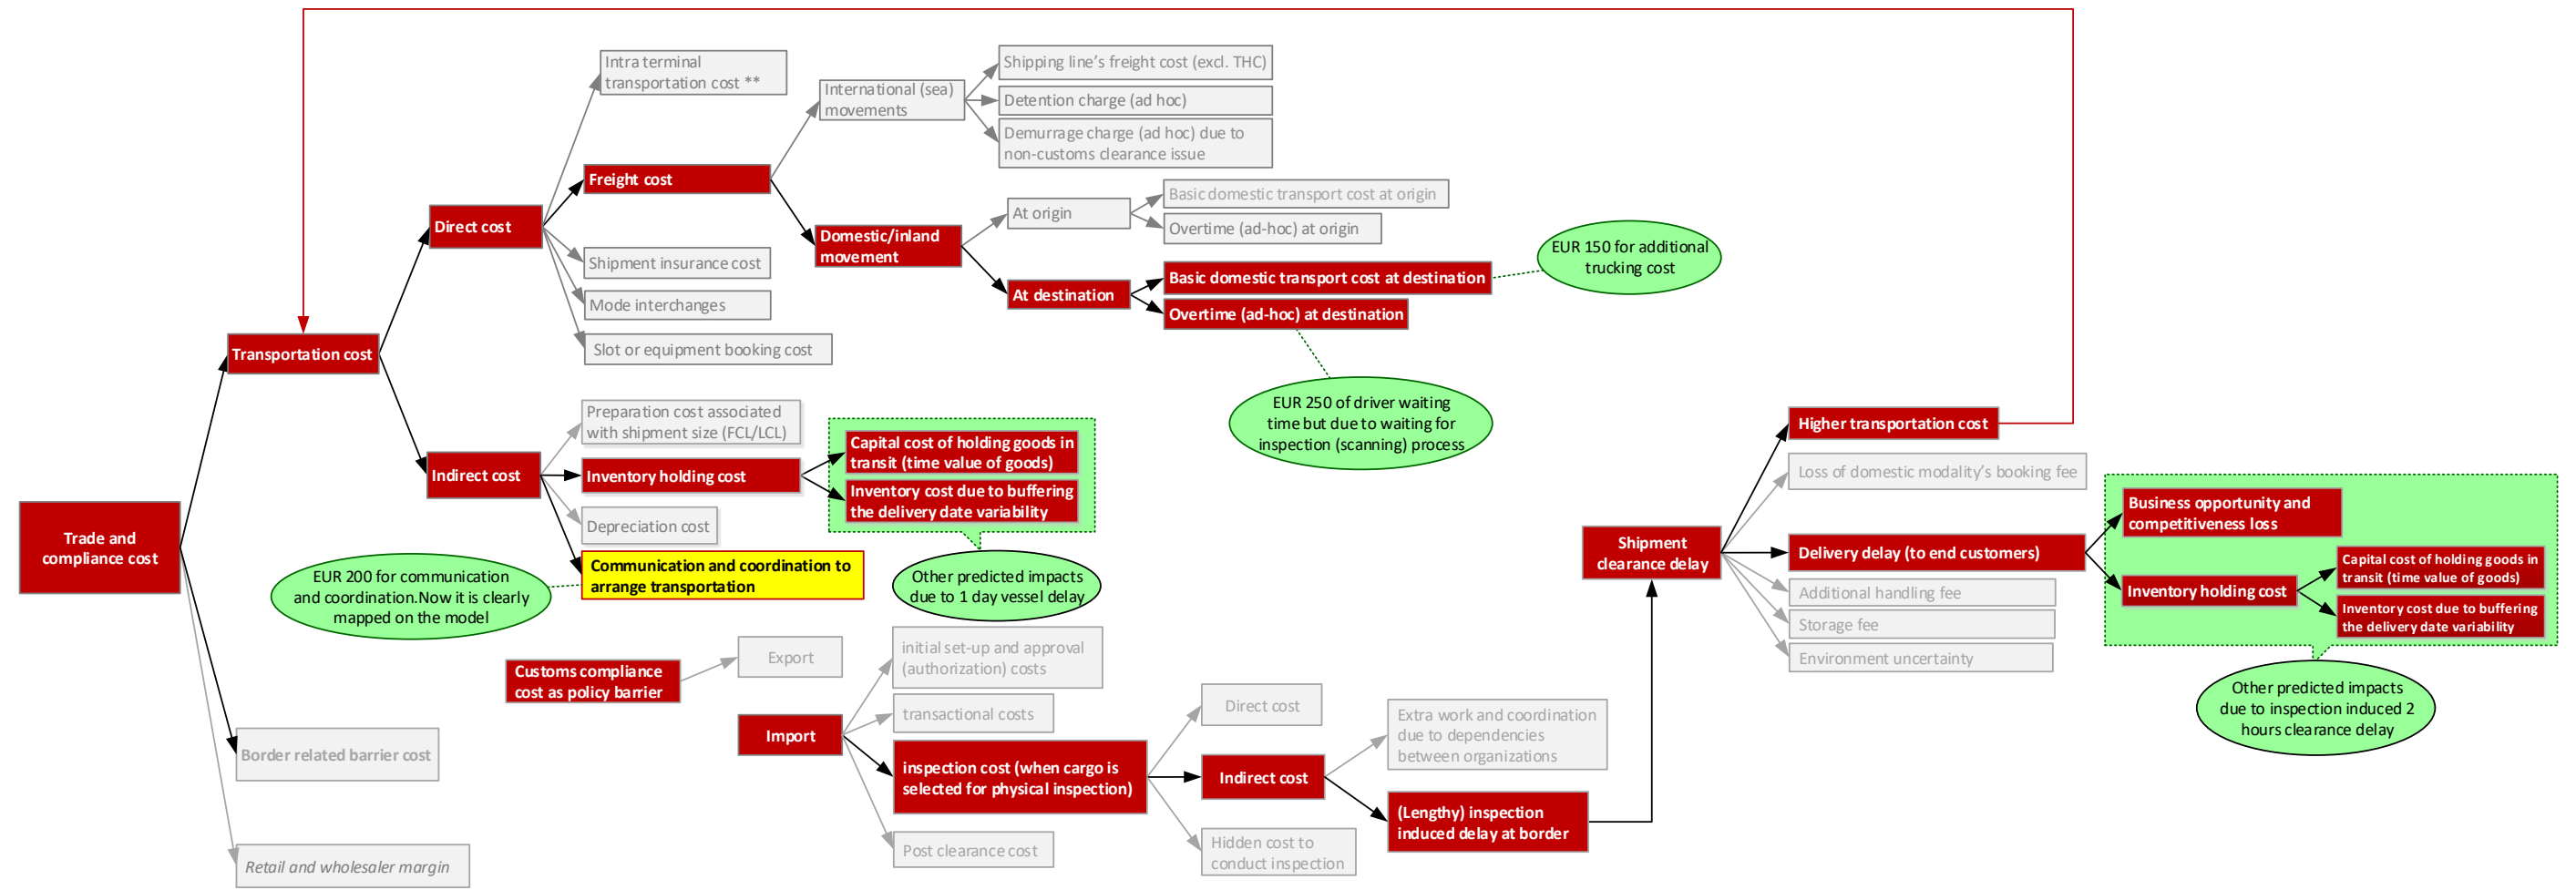 Intra terminal
transportation cost **
International (sea)
movements
Shipping line's freight cost (excl. THC)
Detention charge (ad hoc)
Demurrage charge (ad hoc) due to
non-customs clearance issue
Freight cost
Direct cost
Domestic/inland
movement
At origin
Basic domestic transport cost at origin
Overtime (ad-hoc) at origin
At destination
Basic domestic transport cost at destination
Overtime (ad-hoc) at destination
EUR 150 for additional
trucking cost
Shipment insurance cost
Mode interchanges
Slot or equipment booking cost
Transportation cost
EUR 250 of driver waiting
time but due to waiting for
inspection (scanning) process
Preparation cost associated
with shipment size (FCL/LCL)
Indirect cost
Inventory holding cost
Capital cost of holding goods in
transit (time value of goods)
Inventory cost due to buffering
the delivery date variability
Depreciation cost
Communication and coordination to
arrange transportation
EUR 200 for communication
and coordination.Now it is clearly
mapped on the model
Other predicted impacts
due to 1 day vessel delay
Trade and
compliance cost
Customs compliance
cost as policy barrier
Export
Import
initial set-up and approval
(authorization) costs
transactional costs
inspection cost (when cargo is
selected for physical inspection)
Post clearance cost
Direct cost
Indirect cost
Hidden cost to
conduct inspection
Extra work and coordination
due to dependencies
between organizations
(Lengthy) inspection
induced delay at border
Shipment
clearance delay
Higher transportation cost
Loss of domestic modality's booking fee
Delivery delay (to end customers)
Additional handling fee
Storage fee
Environment uncertainty
Business opportunity and
competitiveness loss
Inventory holding cost
Capital cost of holding goods in
transit (time value of goods)
Inventory cost due to buffering
the delivery date variability
Other predicted impacts
due to inspection induced 2
hours clearance delay
Border related barrier cost
Retail and wholesaler margin